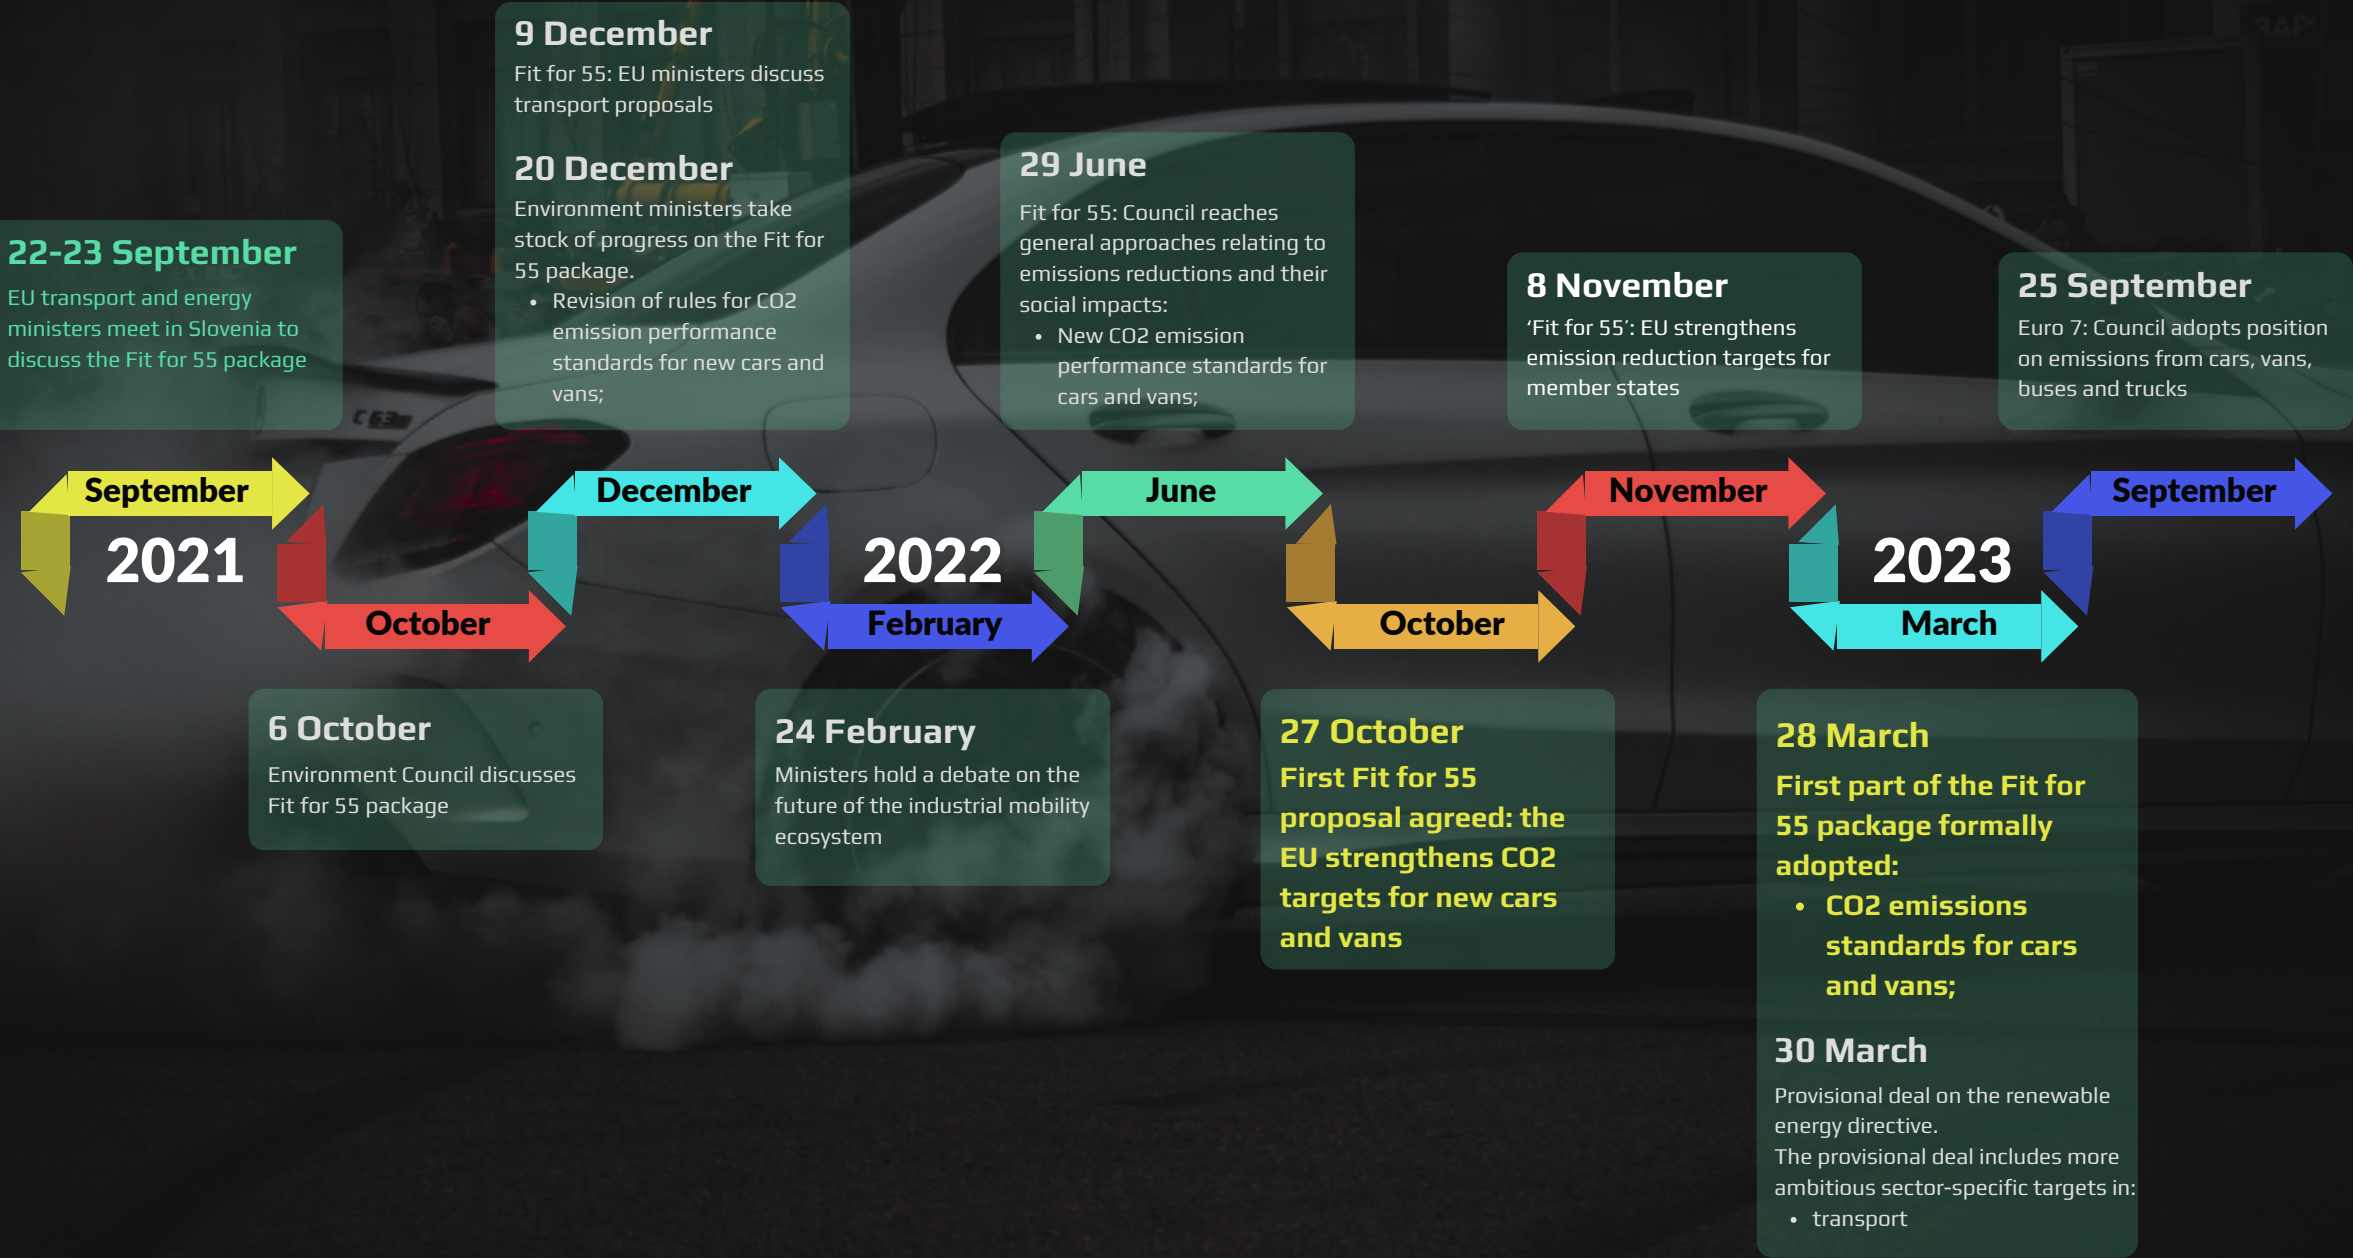 9 December
Fit for 55: EU ministers discuss
transport proposals
20 December
Environment ministers take
stock of progress on the Fit for
55 package.
• Revision of rules for CO2
emission performance
standards for new cars and
vans;
29 June
Fit for 55: Council reaches
general approaches relating to
emissions reductions and their
social impacts:
• New CO2 emission
performance standards for
cars and vans;
22-23 September
EU transport and energy
ministers meet in Slovenia to
discuss the Fit for 55 package
8 November
‘Fit for 55’: EU strengthens
emission reduction targets for
member states
25 September
Euro 7: Council adopts position
on emissions from cars, vans,
buses and trucks
C 63
September
December
June
November
September
2021
2022
2023
October
February
October
March
6 October
Environment Council discusses
Fit for 55 package
24 February
Ministers hold a debate on the
future of the industrial mobility
ecosystem
27 October
First Fit for 55
proposal agreed: the
EU strengthens CO2
targets for new cars
and vans
28 March
First part of the Fit for
55 package formally
adopted:
• CO2 emissions
standards for cars
and vans;
30 March
Provisional deal on the renewable
energy directive.
The provisional deal includes more
ambitious sector-specific targets in:
• transport